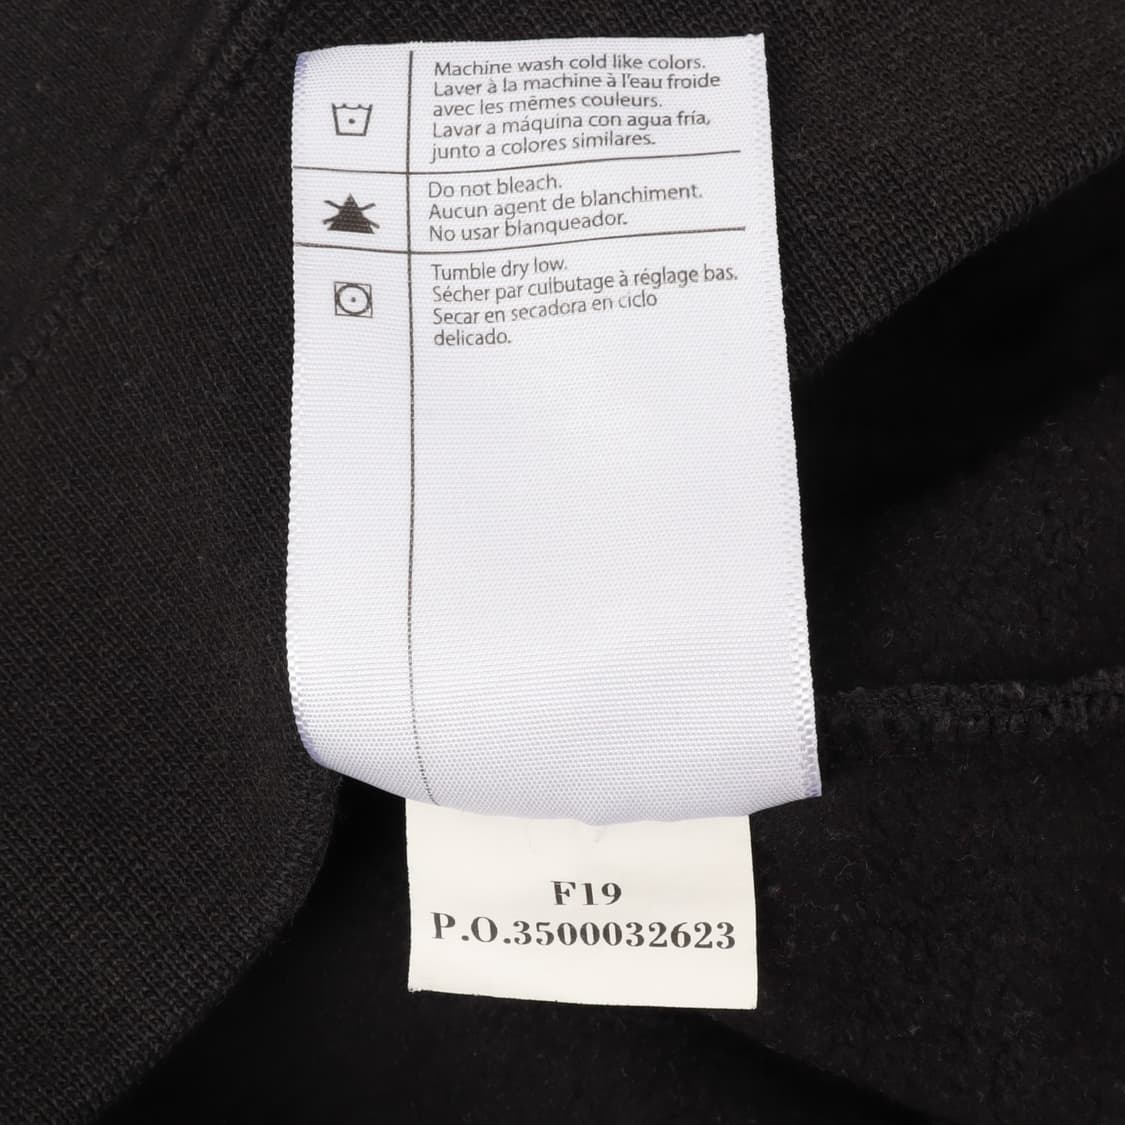 Machine wash cold like colors.
Laver à la machine à l'eau froide
avec les mêmes couleurs.
Lavar a máquina con agua fría,
junto a colores similares.
Do not bleach.
Aucun agent de blanchiment.
No usar blanqueador.
Tumble dry low.
Sécher par culbutage à réglage bas.
Secar en secadora en ciclo
delicado.
F19
P.O.3500032623